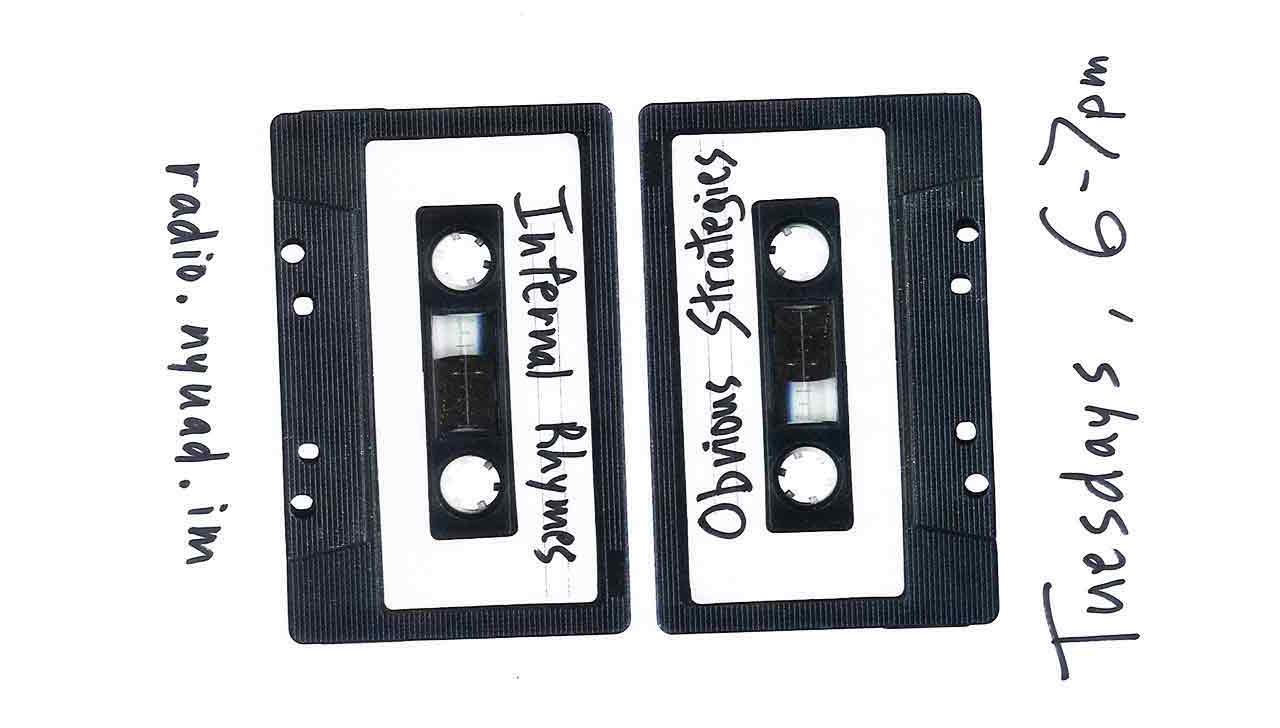 radio.nyuad.im
Internal Rhymes
Obvious Strategies
Tuesdays, 6-7pm